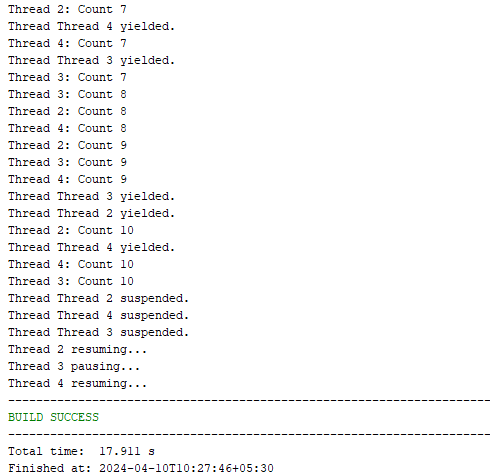 Thread 2: Count 7
Thread Thread 4 yielded.
Thread 4: Count 7
Thread Thread 3 yielded.
Thread 3: Count 7
Thread 3: Count 8
Thread 2: Count 8
Thread 4: Count 8
Thread 2: Count 9
Thread 3: Count 9
Thread 4: Count 9
Thread Thread 3 yielded.
Thread Thread 2 yielded.
Thread 2: Count 10
Thread Thread 4 yielded.
Thread 4: Count 10
Thread 3: Count 10
Thread Thread 2 suspended.
Thread Thread 4 suspended.
Thread Thread 3 suspended.
Thread 2 resuming...
Thread 3 pausing...
Thread 4 resuming...
------------------------------------------------------------------------
BUILD SUCCESS
------------------------------------------------------------------------
Total time:  17.911 s
Finished at: 2024-04-10T10:27:46+05:30